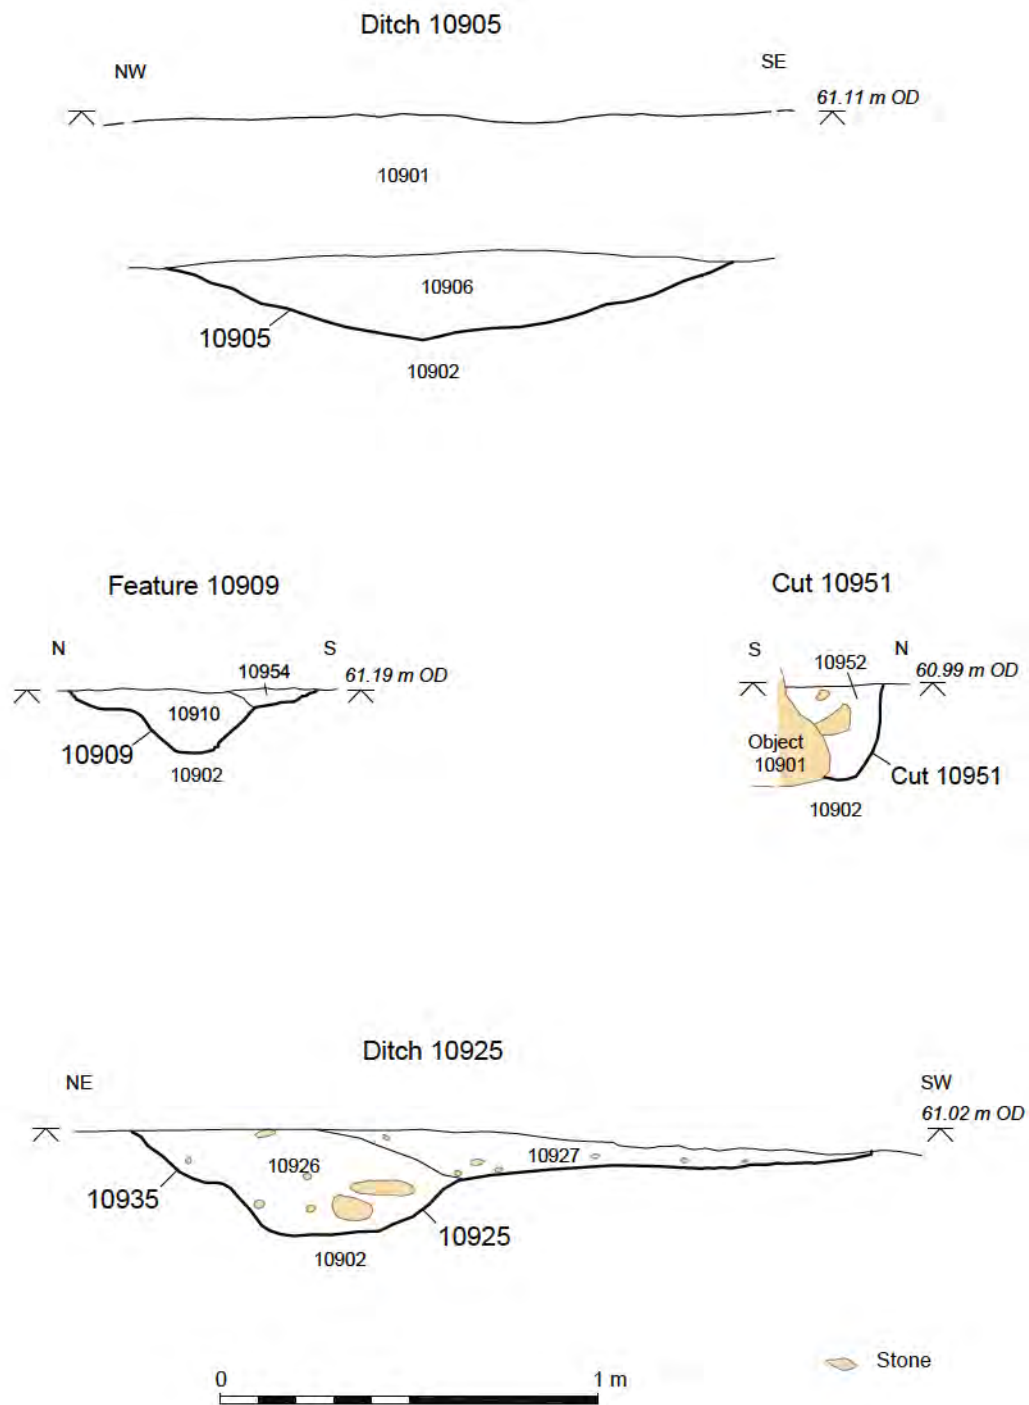 Ditch 10905
NW
SE
61.11 m OD
10901
10906
10905
10902
Feature 10909
N
S
61.19 m OD
10954
10910
10909
10902
Cut 10951
S
N
60.99 m OD
10952
Object
10901
Cut 10951
10902
Ditch 10925
NE
SW
61.02 m OD
10926
10927
10935
10925
10902
Stone
0
1 m